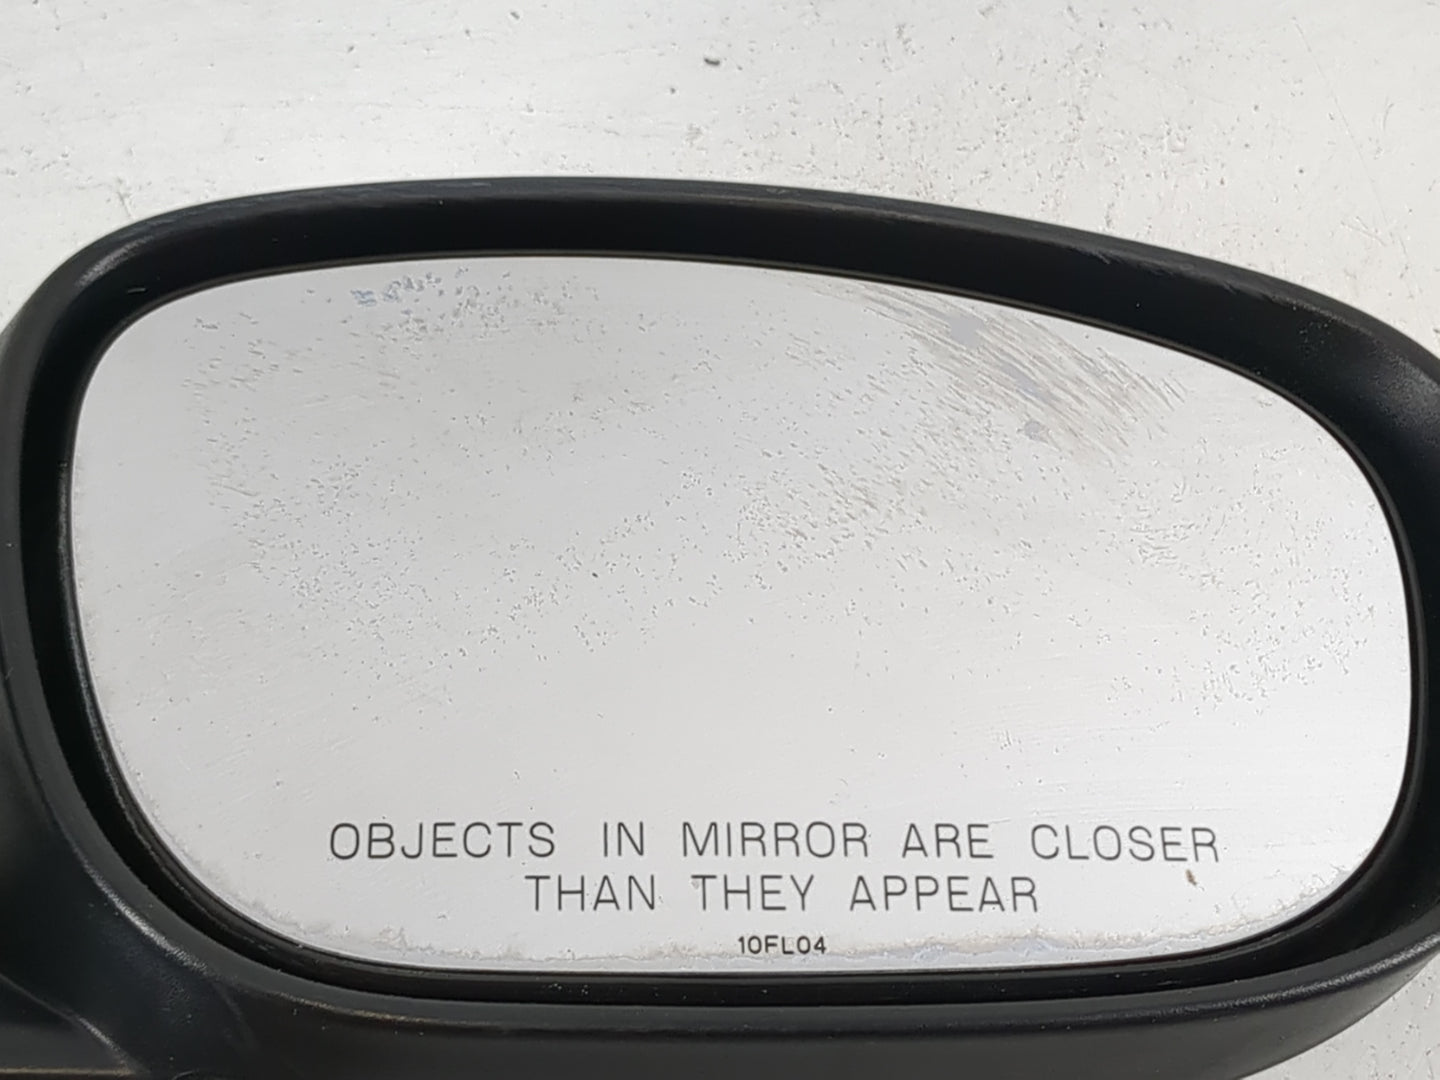 OBJECTS IN MIRROR ARE CLOSER
THAN THEY APPEAR
10FL04